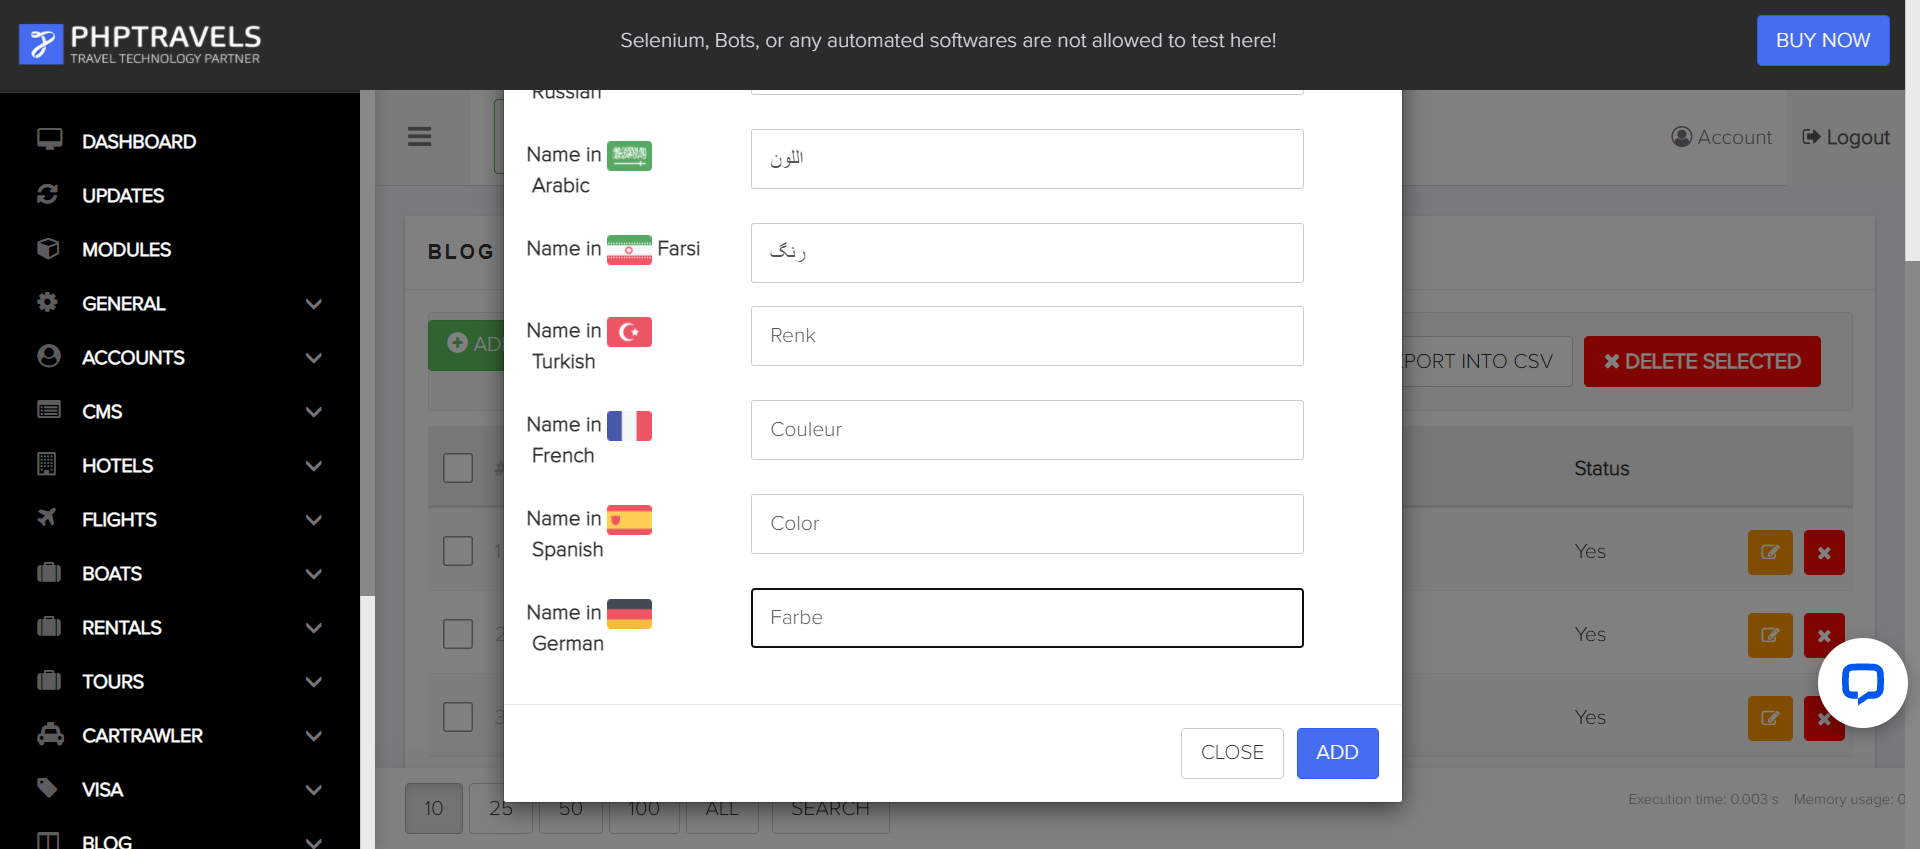 PHPTRAVELS
TRAVEL TECHNOLOGY PARTNER
Selenium, Bots, or any automated softwares are not allowed to test here!
BUY NOW
DASHBOARD
UPDATES
MODULES
GENERAL
ACCOUNTS
CMS
HOTELS
FLIGHTS
BOATS
RENTALS
TOURS
CARTRAWLER
VISA
BLOG
Account
Logout
BLOG
Russian
Name in Arabic
اللون
Name in Farsi
رنگ
Name in Turkish
Renk
Name in French
Couleur
Name in Spanish
Color
Name in German
Farbe
CLOSE
ADD
INTO CSV
DELETE SELECTED
#
Status
1
Yes
2
Yes
3
Yes
10
25
50
100
ALL
SEARCH
Execution time: 0.003 s
Memory usage: 0